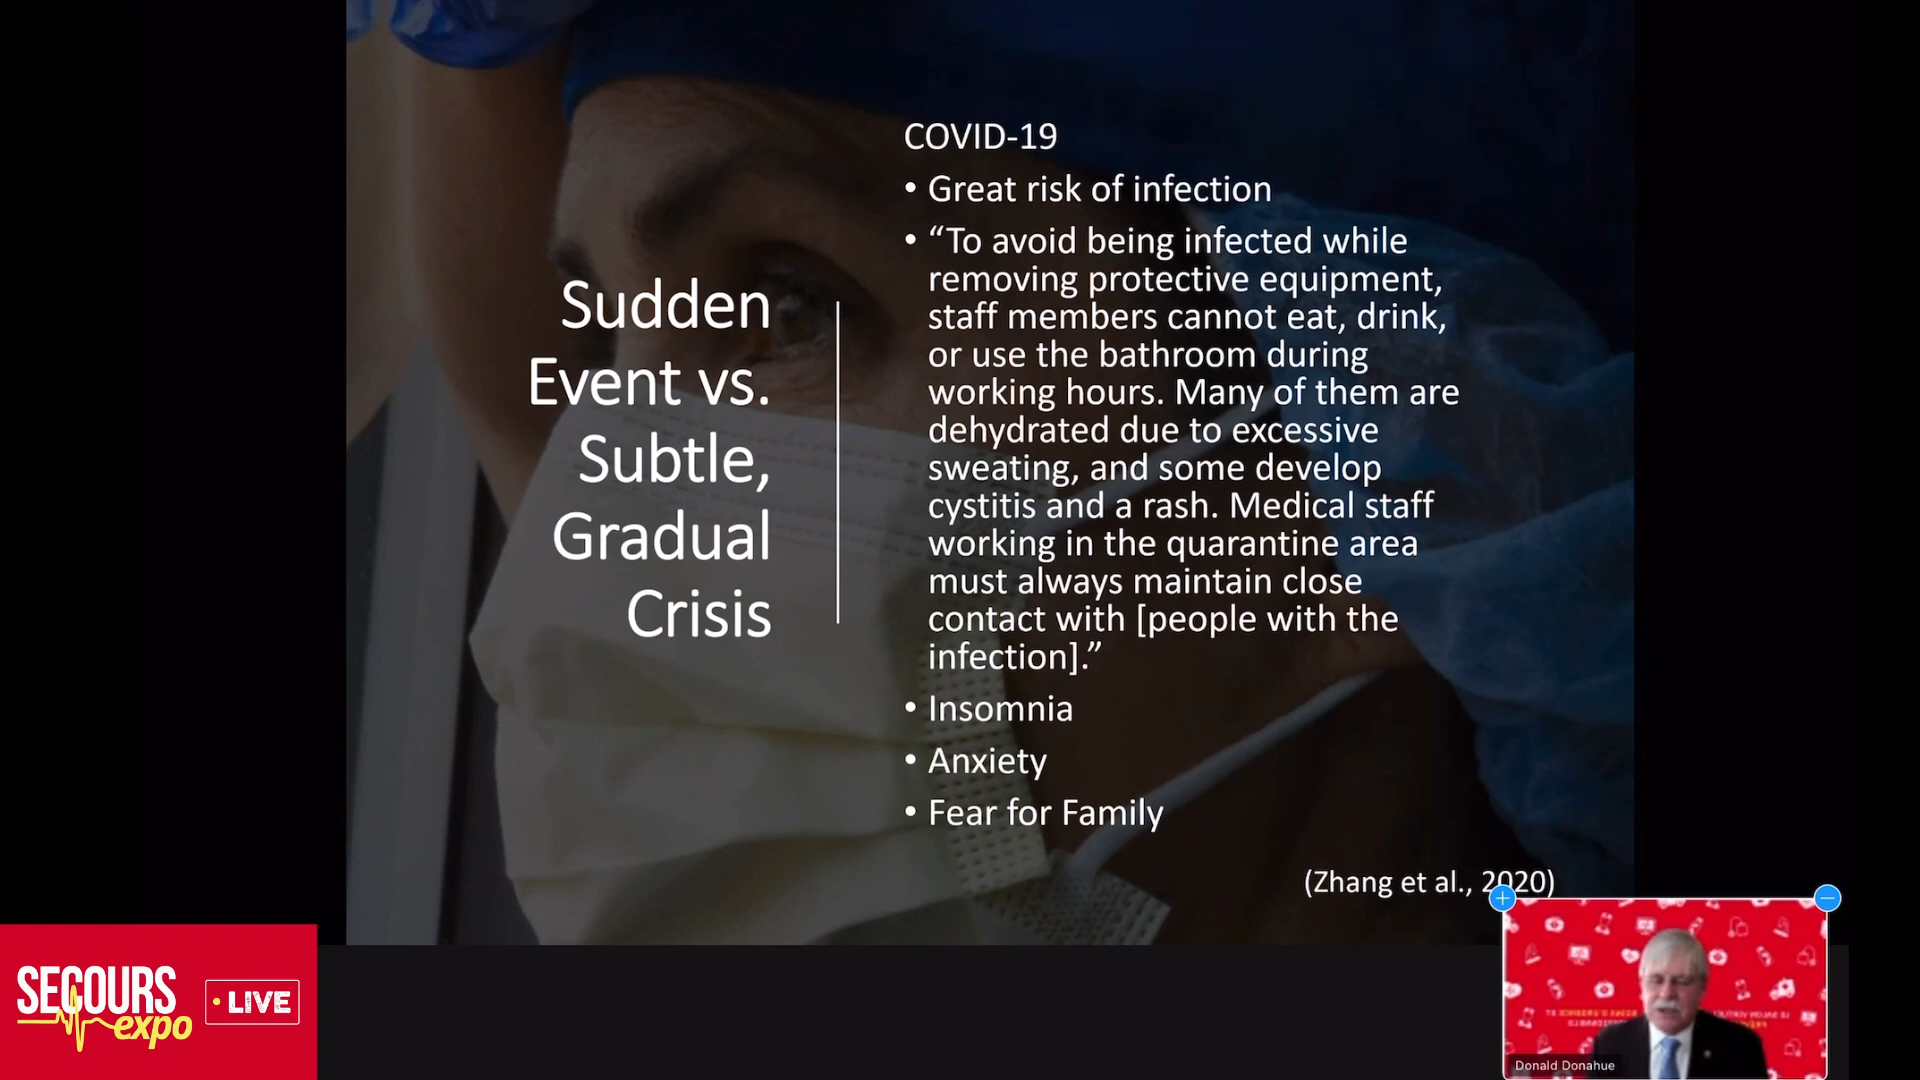 Sudden
Event vs.
Subtle,
Gradual
Crisis
COVID-19
• Great risk of infection
• “To avoid being infected while
removing protective equipment,
staff members cannot eat, drink,
or use the bathroom during
working hours. Many of them are
dehydrated due to excessive
sweating, and some develop
cystitis and a rash. Medical staff
working in the quarantine area
must always maintain close
contact with [people with the
infection].”
• Insomnia
• Anxiety
• Fear for Family
(Zhang et al., 2020)
SECOURS
expo
• LIVE
Donald Donahue